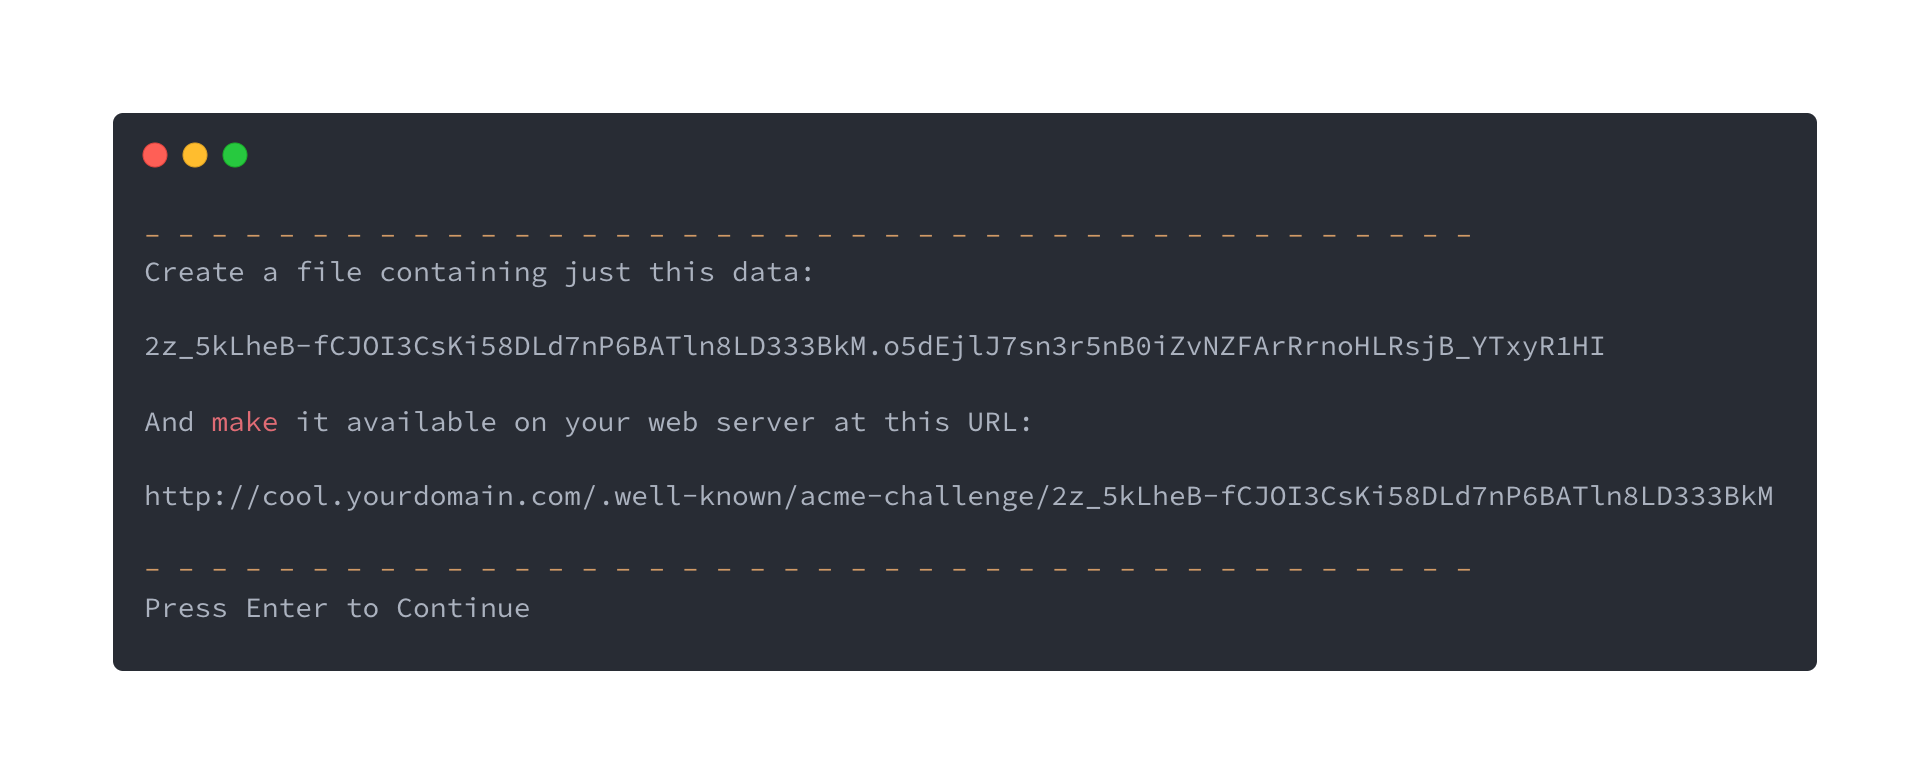 - - - - - - - - - - - - - - - - - - - - - - - - - - - - - - - - - - - - - - - -
Create a file containing just this data:
2z_5kLheB-fCJOI3CsKi58DLd7nP6BATln8LD333BkM.o5dEjlJ7sn3r5nB0iZvNZFArRrnoHLRsjB_YTxyR1HI
And make it available on your web server at this URL:
http://cool.yourdomain.com/.well-known/acme-challenge/2z_5kLheB-fCJOI3CsKi58DLd7nP6BATln8LD333BkM
- - - - - - - - - - - - - - - - - - - - - - - - - - - - - - - - - - - - - - - -
Press Enter to Continue